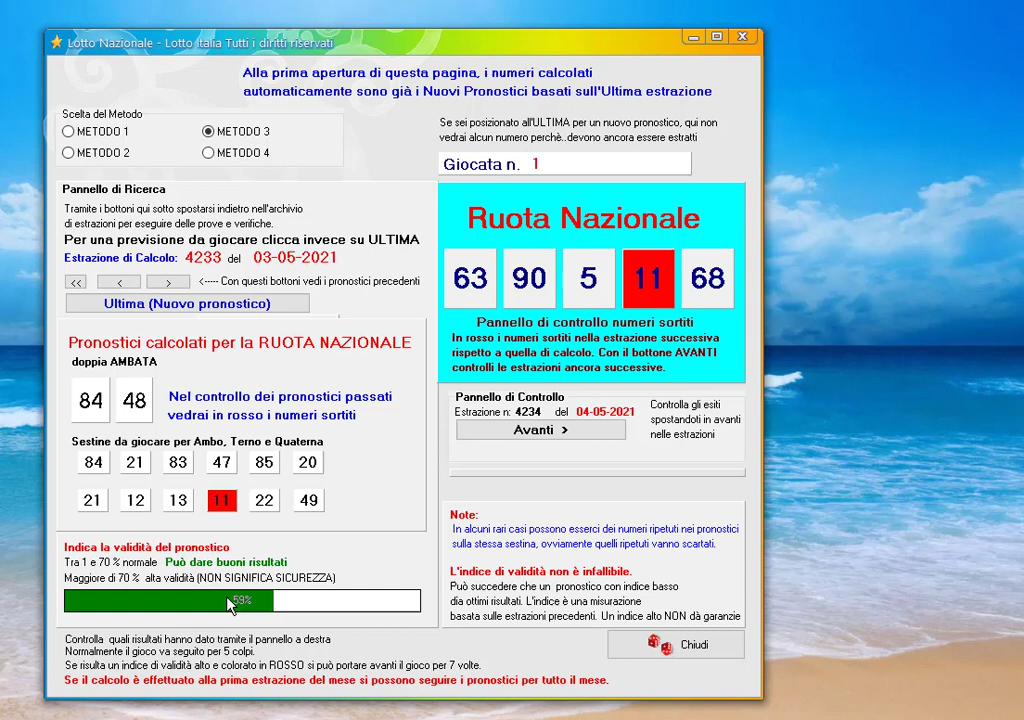 Lotto Nazionale - Lotto Italia Tutti i diritti riservati
Alla prima apertura di questa pagina, i numeri calcolati
automaticamente sono già i Nuovi Pronostici basati sull'Ultima estrazione
Scelta del Metodo
METODO 1
METODO 3
METODO 2
METODO 4
Se sei posizionato all'ULTIMA per un nuovo pronostico, qui non
vedrai alcun numero perchè..devono ancora essere estratti
Giocata n. 1
Pannello di Ricerca
Tramite i bottoni qui sotto spostarsi indietro nell'archivio
di estrazioni per eseguire delle prove e verifiche.
Per una previsione da giocare clicca invece su ULTIMA
Estrazione di Calcolo: 4233 del 03-05-2021
<< < > <---- Con questi bottoni vedi i pronostici precedenti
Ultima (Nuovo pronostico)
Ruota Nazionale
63 90 5 11 68
Pannello di controllo numeri sortiti
In rosso i numeri sortiti nella estrazione successiva
rispetto a quella di calcolo. Con il bottone AVANTI
controlli le estrazioni ancora successive.
Pronostici calcolati per la RUOTA NAZIONALE
doppia AMBATA
84 48
Nel controllo dei pronostici passati
vedrai in rosso i numeri sortiti
Sestine da giocare per Ambo, Terno e Quaterna
84 21 83 47 85 20
21 12 13 11 22 49
Pannello di Controllo
Estrazione n: 4234 del 04-05-2021
Avanti >
Controlla gli esiti
spostandoti in avanti
nelle estrazioni
Indica la validità del pronostico
Tra 1 e 70 % normale Può dare buoni risultati
Maggiore di 70 % alta validità (NON SIGNIFICA SICUREZZA)
59%
Note:
In alcuni rari casi possono esserci dei numeri ripetuti nei pronostici
sulla stessa sestina, ovviamente quelli ripetuti vanno scartati.
L'indice di validità non è infallibile.
Può succedere che un pronostico con indice basso
dia ottimi risultati. L'indice è una misurazione
basata sulle estrazioni precedenti. Un indice alto NON dà garanzie
Controlla quali risultati hanno dato tramite il pannello a destra
Normalmente il gioco va seguito per 5 colpi.
Se risulta un indice di validità alto e colorato in ROSSO si può portare avanti il gioco per 7 volte.
Se il calcolo è effettuato alla prima estrazione del mese si possono seguire i pronostici per tutto il mese.
Chiudi